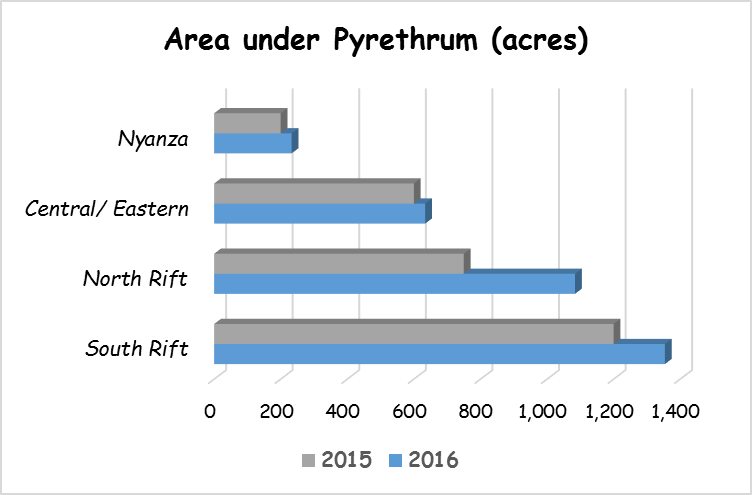 Area under Pyrethrum (acres)
Nyanza
Central/ Eastern
North Rift
South Rift
0 200 400 600 800 1,000 1,200 1,400
2015 2016